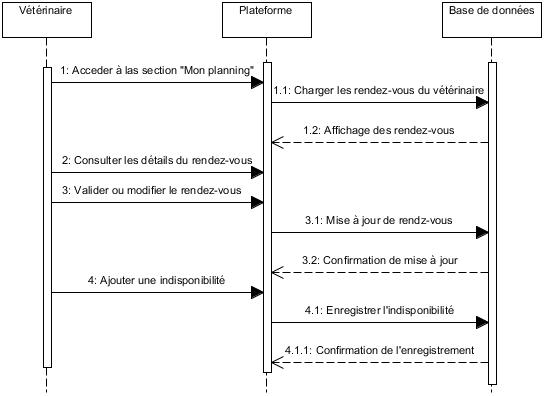 Vétérinaire
Plateforme
Base de données
1: Acceder à las section "Mon planning"
1.1: Charger les rendez-vous du vétérinaire
1.2: Affichage des rendez-vous
2: Consulter les détails du rendez-vous
3: Valider ou modifier le rendez-vous
3.1: Mise à jour de rendz-vous
3.2: Confirmation de mise à jour
4: Ajouter une indisponibilité
4.1: Enregistrer l'indisponibilité
4.1.1: Confirmation de l'enregistrement